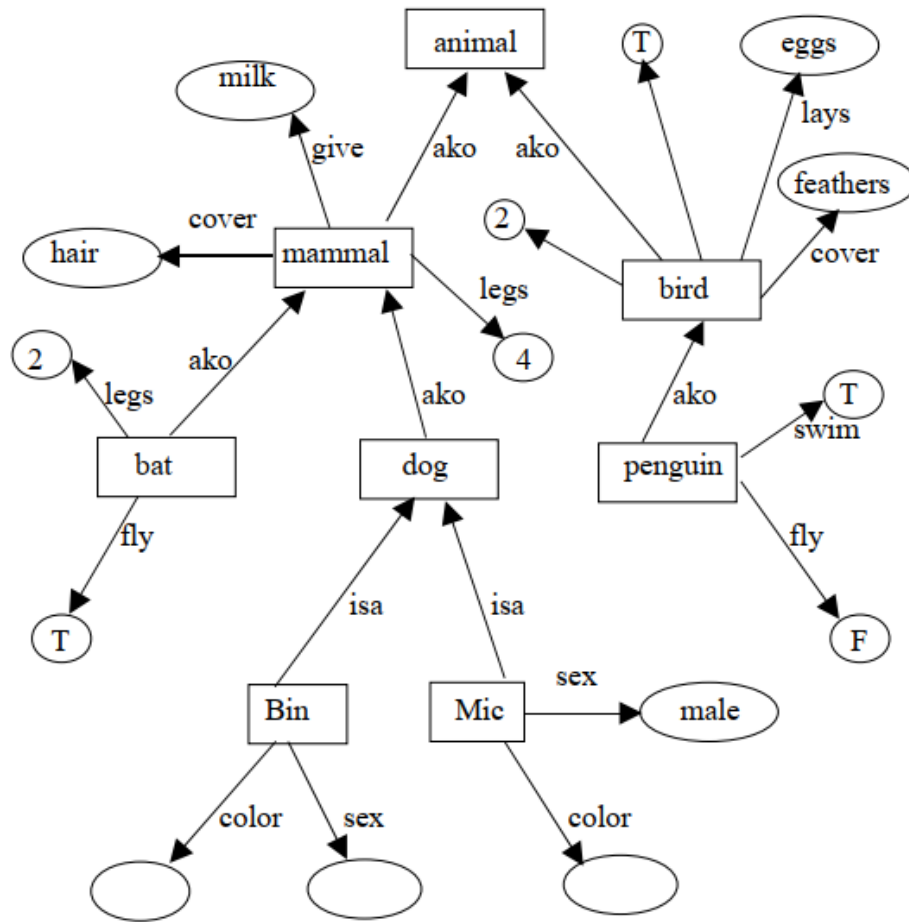 animal
T
eggs
milk
lays
give
ako
ako
feathers
2
cover
hair
mammal
cover
legs
bird
2
4
ako
legs
ako
ako
T
swim
bat
dog
penguin
fly
fly
isa
isa
T
F
sex
Bin
Mic
male
color
sex
color